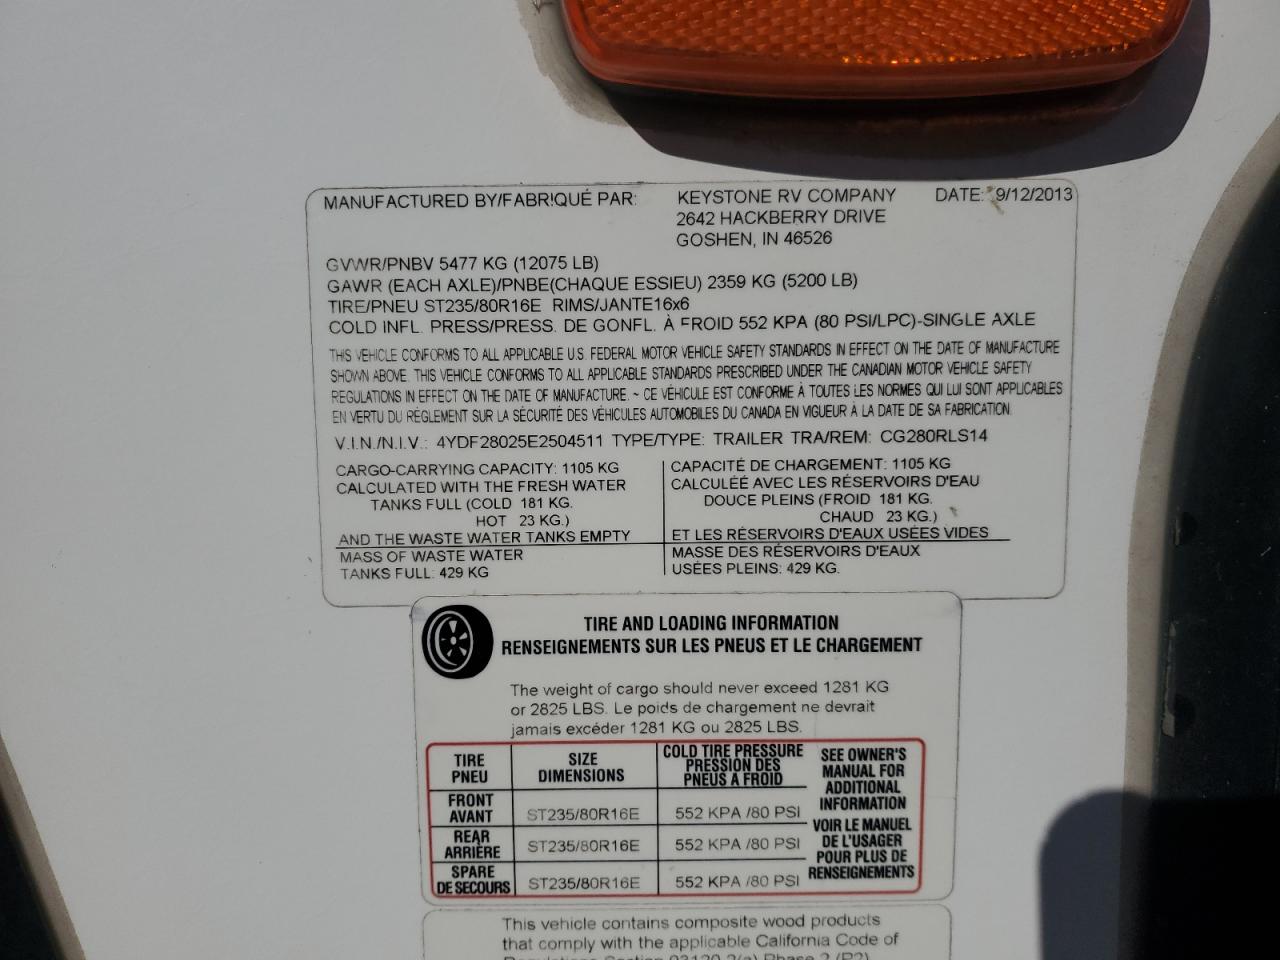 MANUFACTURED BY/FABR!QUÉ PAR: KEYSTONE RV COMPANY DATE: 9/12/2013
2642 HACKBERRY DRIVE
GOSHEN, IN 46526
GVWR/PNBV 5477 KG (12075 LB)
GAWR (EACH AXLE)/PNBE(CHAQUE ESSIEU) 2359 KG (5200 LB)
TIRE/PNEU ST235/80R16E RIMS/JANTE16x6
COLD INFL. PRESS/PRESS. DE GONFL. À FROID 552 KPA (80 PSI/LPC)-SINGLE AXLE
THIS VEHICLE CONFORMS TO ALL APPLICABLE U.S. FEDERAL MOTOR VEHICLE SAFETY STANDARDS IN EFFECT ON THE DATE OF MANUFACTURE
SHOWN ABOVE. THIS VEHICLE CONFORMS TO ALL APPLICABLE STANDARDS PRESCRIBED UNDER THE CANADIAN MOTOR VEHICLE SAFETY
REGULATIONS IN EFFECT ON THE DATE OF MANUFACTURE. ~ CE VÉHICULE EST CONFORME À TOUTES LES NORMES QUI LUI SONT APPLICABLES
EN VERTU DU RÈGLEMENT SUR LA SÉCURITÉ DES VÉHICULES AUTOMOBILES DU CANADA EN VIGUEUR À LA DATE DE SA FABRICATION.
V.I.N./N.I.V.: 4YDF28025E2504511 TYPE/TYPE: TRAILER TRA/REM: CG280RLS14
CARGO-CARRYING CAPACITY: 1105 KG
CALCULATED WITH THE FRESH WATER
TANKS FULL (COLD 181 KG.
HOT 23 KG.)
AND THE WASTE WATER TANKS EMPTY
MASS OF WASTE WATER
TANKS FULL: 429 KG
CAPACITÉ DE CHARGEMENT: 1105 KG
CALCULÉE AVEC LES RÉSERVOIRS D'EAU
DOUCE PLEINS (FROID 181 KG.
CHAUD 23 KG.)
ET LES RÉSERVOIRS D'EAUX USÉES VIDES
MASSE DES RÉSERVOIRS D'EAUX
USÉES PLEINS: 429 KG.
TIRE AND LOADING INFORMATION
RENSEIGNEMENTS SUR LES PNEUS ET LE CHARGEMENT
The weight of cargo should never exceed 1281 KG
or 2825 LBS. Le poids de chargement ne devrait
jamais excéder 1281 KG ou 2825 LBS.
TIRE
PNEU
SIZE
DIMENSIONS
COLD TIRE PRESSURE
PRESSION DES
PNEUS A FROID
FRONT
AVANT
ST235/80R16E 552 KPA /80 PSI
REAR
ARRIÈRE
ST235/80R16E 552 KPA /80 PSI
SPARE
DE SECOURS
ST235/80R16E 552 KPA /80 PSI
SEE OWNER'S
MANUAL FOR
ADDITIONAL
INFORMATION
VOIR LE MANUEL
DE L'USAGER
POUR PLUS DE
RENSEIGNEMENTS
This vehicle contains composite wood products
that comply with the applicable California Code of
Regulations Section 93120.2(a) Phase 2 (P2)